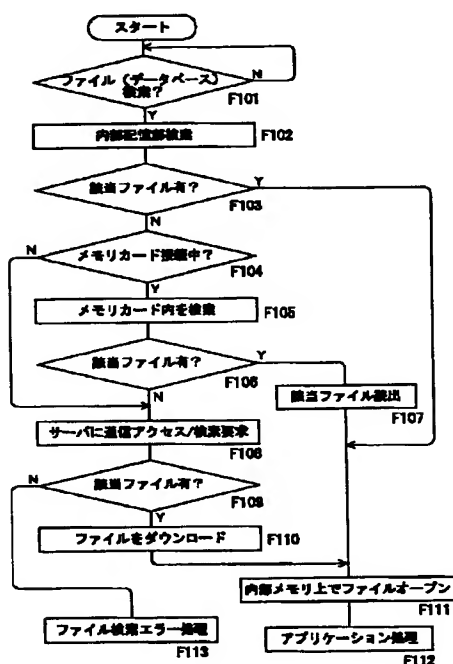 スタート
ファイル（データベース）
検索？
N
F101
Y
内部記憶部検索
F102
該当ファイル有？
Y
F103
N
N
メモリカード接続中？
F104
Y
メモリカード内を検索
F105
該当ファイル有？
Y
F106
N
該当ファイル読出
F107
サーバに通信アクセス/検索要求
F108
N
該当ファイル有？
F109
Y
ファイルをダウンロード
F110
内部メモリ上でファイルオープン
F111
ファイル検索エラー処理
F113
アプリケーション処理
F112